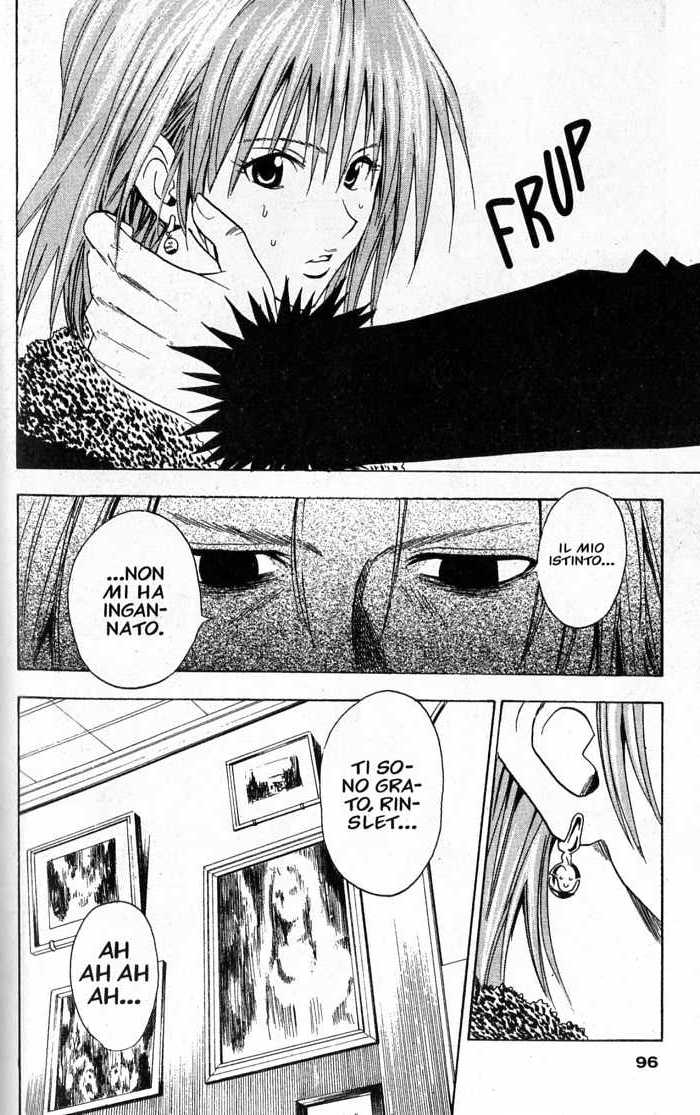 FRUP
IL MIO
ISTINTO...
...NON
MI HA
INGAN-
NATO.
TI SO-
NO GRA-
TO, RIN-
SLET...
AH
AH AH
AH...
96